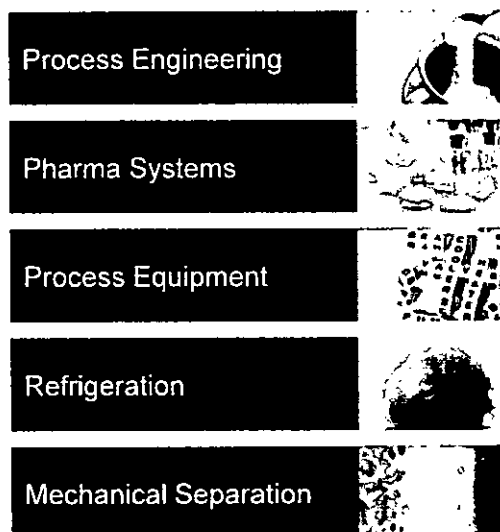 Process Engineering
Pharma Systems
Process Equipment
Refrigeration
Mechanical Separation